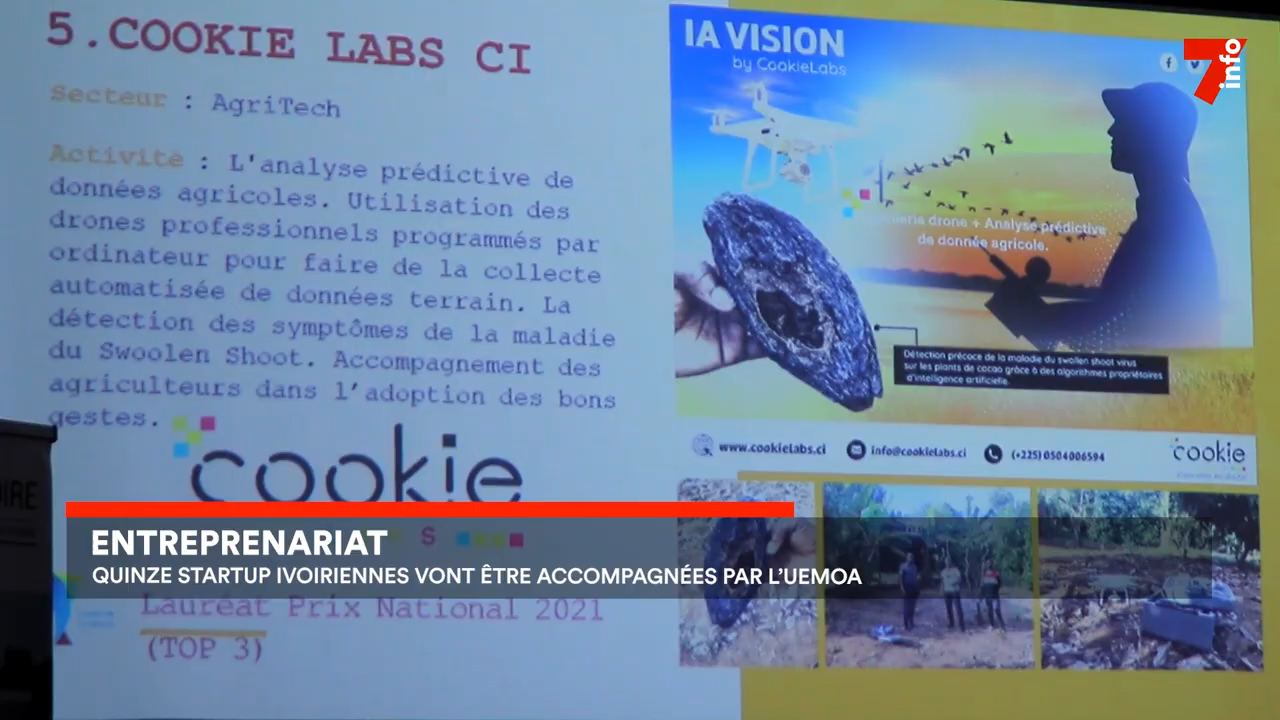 5.COOKIE LABS CI
Secteur : AgriTech
Activité : L'analyse prédictive de
données agricoles. Utilisation des
drones professionnels programmés par
ordinateur pour faire de la collecte
automatisée de données terrain. La
détection des symptômes de la maladie
du Swoolen Shoot. Accompagnement des
agriculteurs dans l'adoption des bons
gestes.
cookie
S
Lauréat Prix National 2021
(TOP 3)
IA VISION
by CookieLabs
drone + Analyse prédictive
de donnée agricole.
Détection précoce de la maladie du swollen shoot virus
sur les plants de cacao grâce à des algorithmes propriétaires
d'intelligence artificielle.
www.cookielabs.ci
info@cookielabs.ci
(+225) 0504006594
cookie
7info
ENTREPRENARIAT
QUINZE STARTUP IVOIRIENNES VONT ÊTRE ACCOMPAGNÉES PAR L'UEMOA